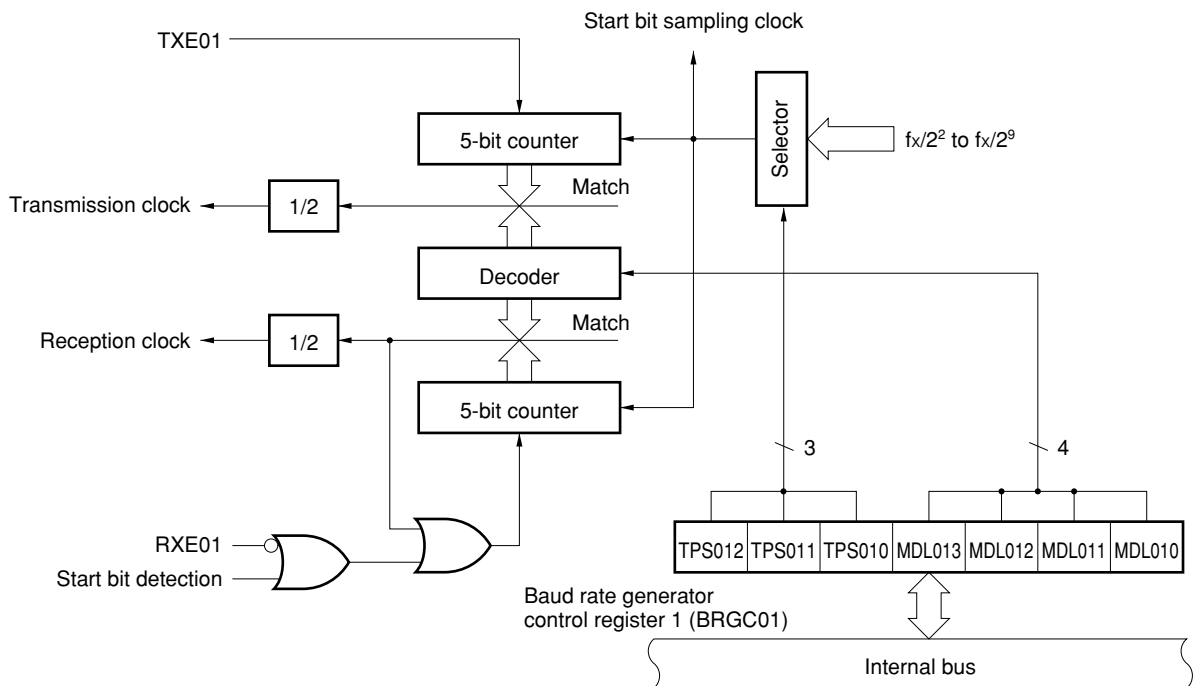 Start bit sampling clock
TXE01
5-bit counter
Selector
fx/2² to fx/2⁹
Match
Transmission clock
1/2
Decoder
Match
Reception clock
1/2
5-bit counter
3
4
RXE01
Start bit detection
TPS012 TPS011 TPS010 MDL013 MDL012 MDL011 MDL010
Baud rate generator
control register 1 (BRGC01)
Internal bus